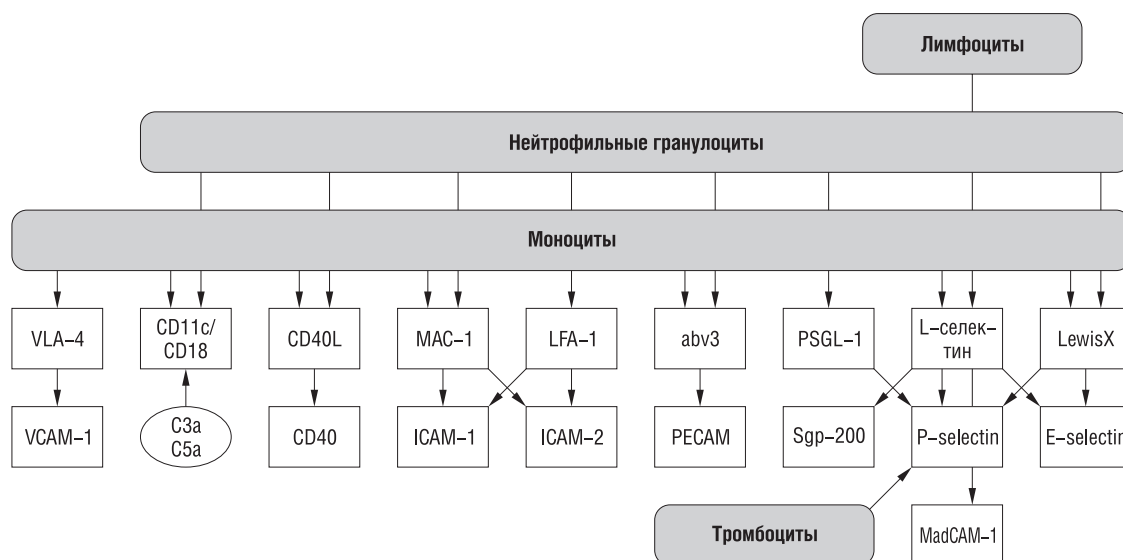 Лимфоциты
Нейтрофильные гранулоциты
Моноциты
VLA–4
CD11c/
CD18
CD40L
MAC–1
LFA–1
abv3
PSGL–1
L–селек-
тин
LewisX
VCAM–1
C3a
C5a
CD40
ICAM–1
ICAM–2
PECAM
Sgp–200
P–selectin
E–selectin
Тромбоциты
MadCAM–1